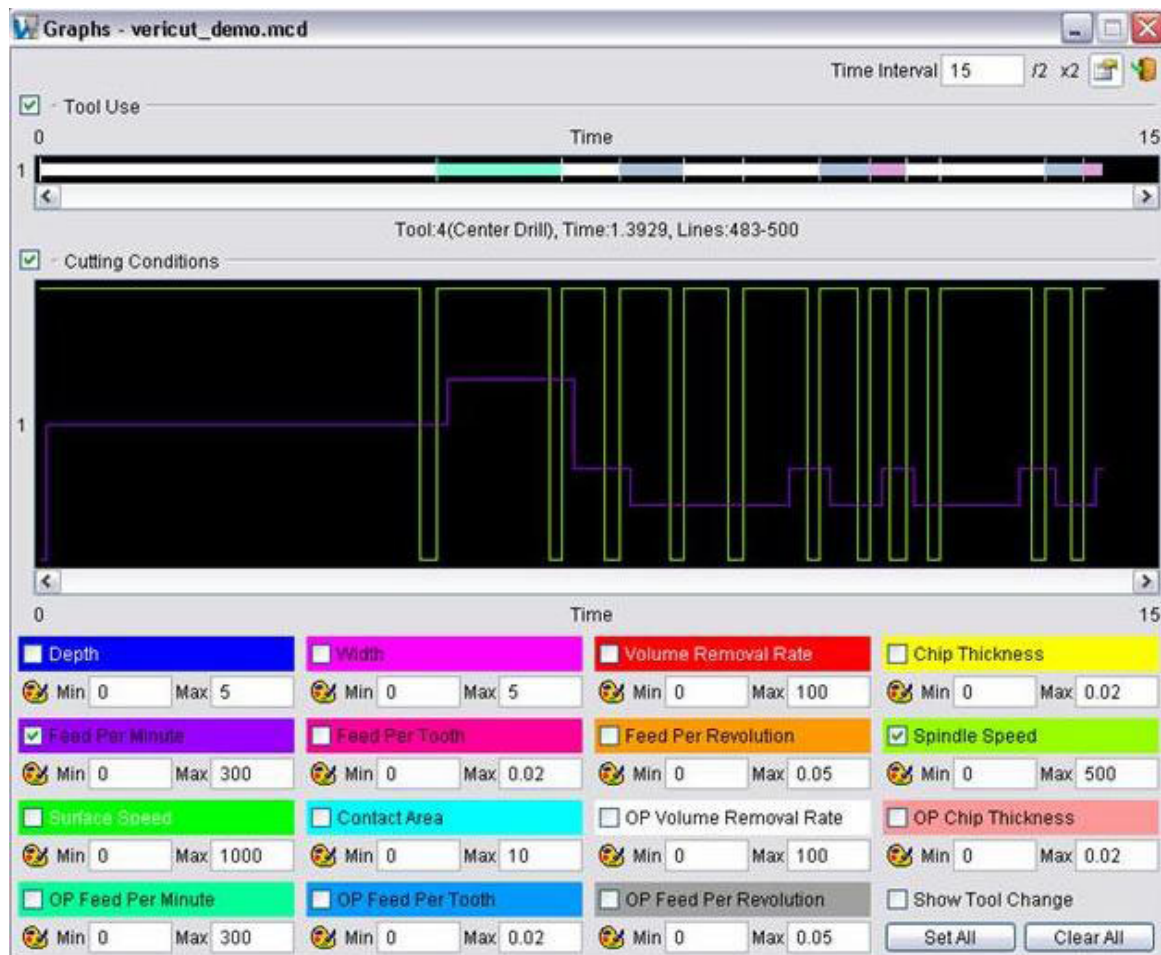 Graphs - vericut_demo.mcd
Time Interval 15 /2 x2
Tool Use
0 Time 15
1
Tool:4(Center Drill), Time:1.3929, Lines:483-500
Cutting Conditions
1
0 Time 15
Depth Width Volume Removal Rate Chip Thickness
Min 0 Max 5 Min 0 Max 5 Min 0 Max 100 Min 0 Max 0.02
Feed Per Minute Feed Per Tooth Feed Per Revolution Spindle Speed
Min 0 Max 300 Min 0 Max 0.02 Min 0 Max 0.05 Min 0 Max 500
Surface Speed Contact Area OP Volume Removal Rate OP Chip Thickness
Min 0 Max 1000 Min 0 Max 10 Min 0 Max 100 Min 0 Max 0.02
OP Feed Per Minute OP Feed Per Tooth OP Feed Per Revolution Show Tool Change
Min 0 Max 300 Min 0 Max 0.02 Min 0 Max 0.05 Set All Clear All